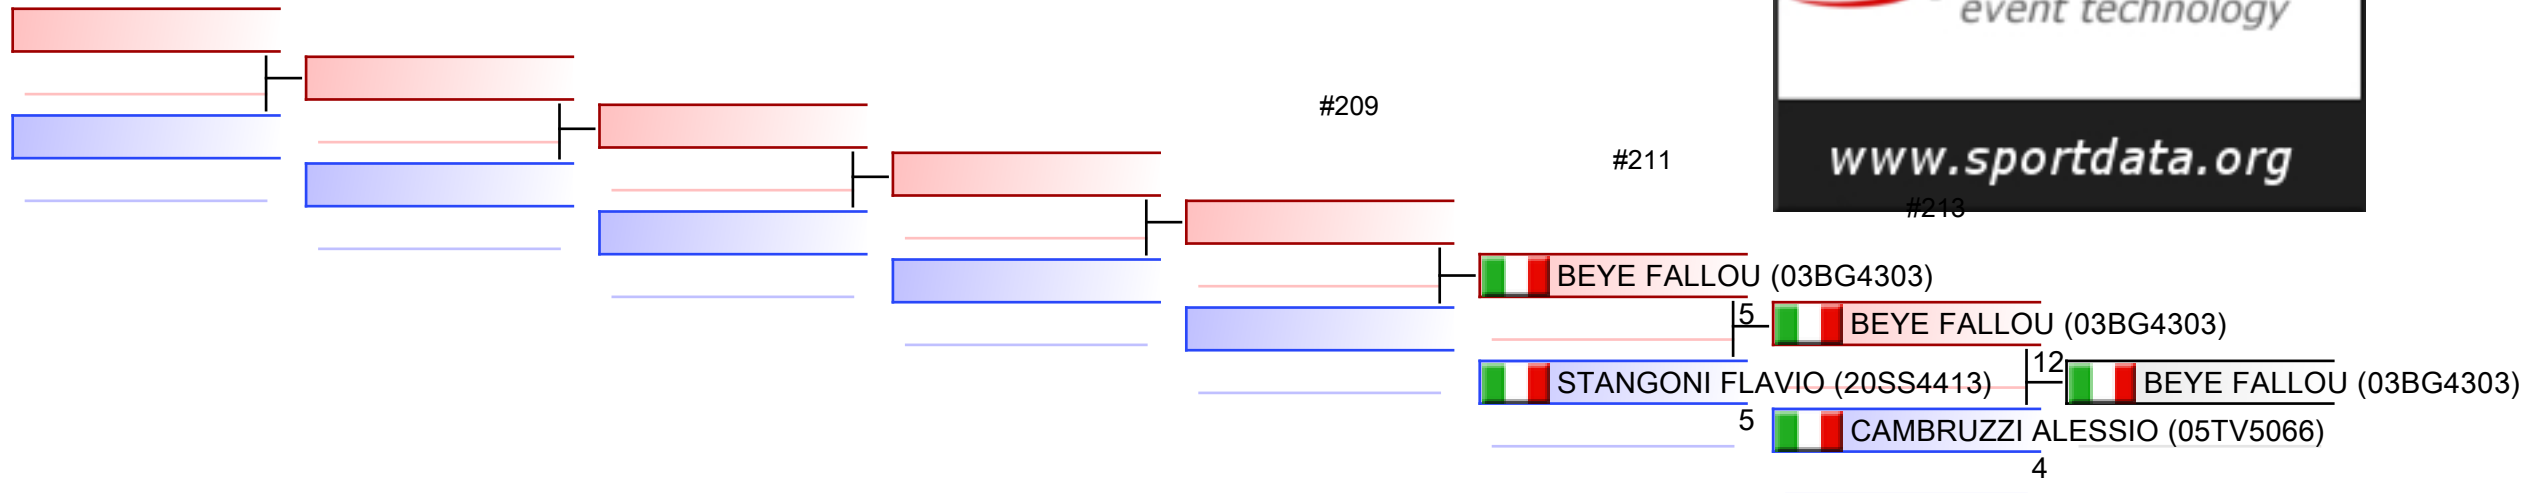 event technology
#209
#211
www.sportdata.org
#213
BEYE FALLOU (03BG4303)
5
BEYE FALLOU (03BG4303)
12
STANGONI FLAVIO (20SS4413)
BEYE FALLOU (03BG4303)
5
CAMBRUZZI ALESSIO (05TV5066)
4